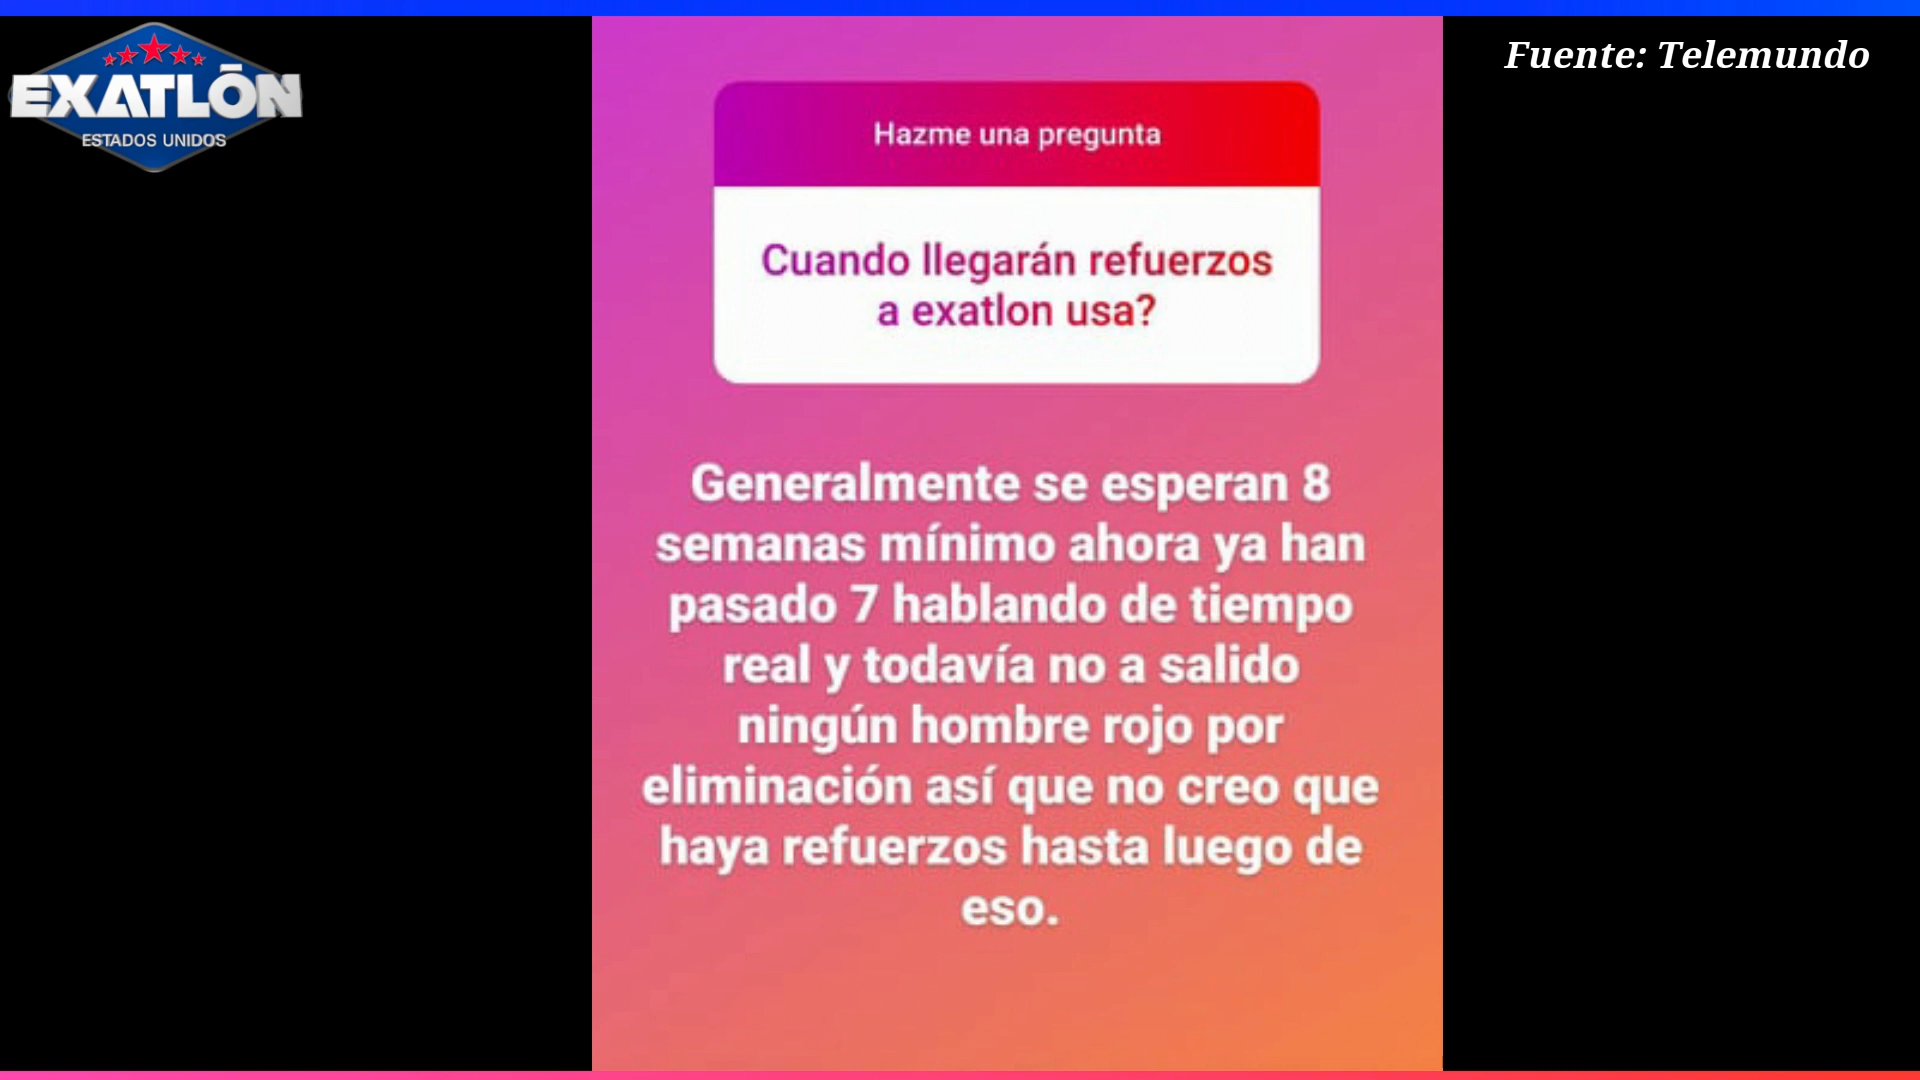 EXATLŌN
ESTADOS UNIDOS
Fuente: Telemundo
Hazme una pregunta
Cuando llegarán refuerzos
a exatlon usa?
Generalmente se esperan 8
semanas mínimo ahora ya han
pasado 7 hablando de tiempo
real y todavía no a salido
ningún hombre rojo por
eliminación así que no creo que
haya refuerzos hasta luego de
eso.